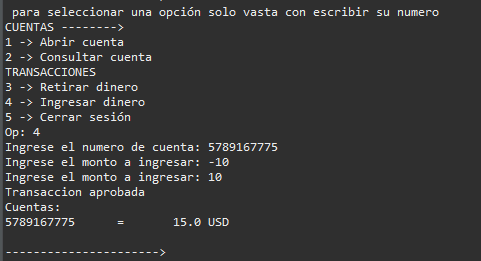 para seleccionar una opción solo vasta con escribir su numero
CUENTAS -------->
1 -> Abrir cuenta
2 -> Consultar cuenta
TRANSACCIONES
3 -> Retirar dinero
4 -> Ingresar dinero
5 -> Cerrar sesión
Op: 4
Ingrese el numero de cuenta: 5789167775
Ingrese el monto a ingresar: -10
Ingrese el monto a ingresar: 10
Transaccion aprobada
Cuentas:
5789167775 = 15.0 USD
---------------------->